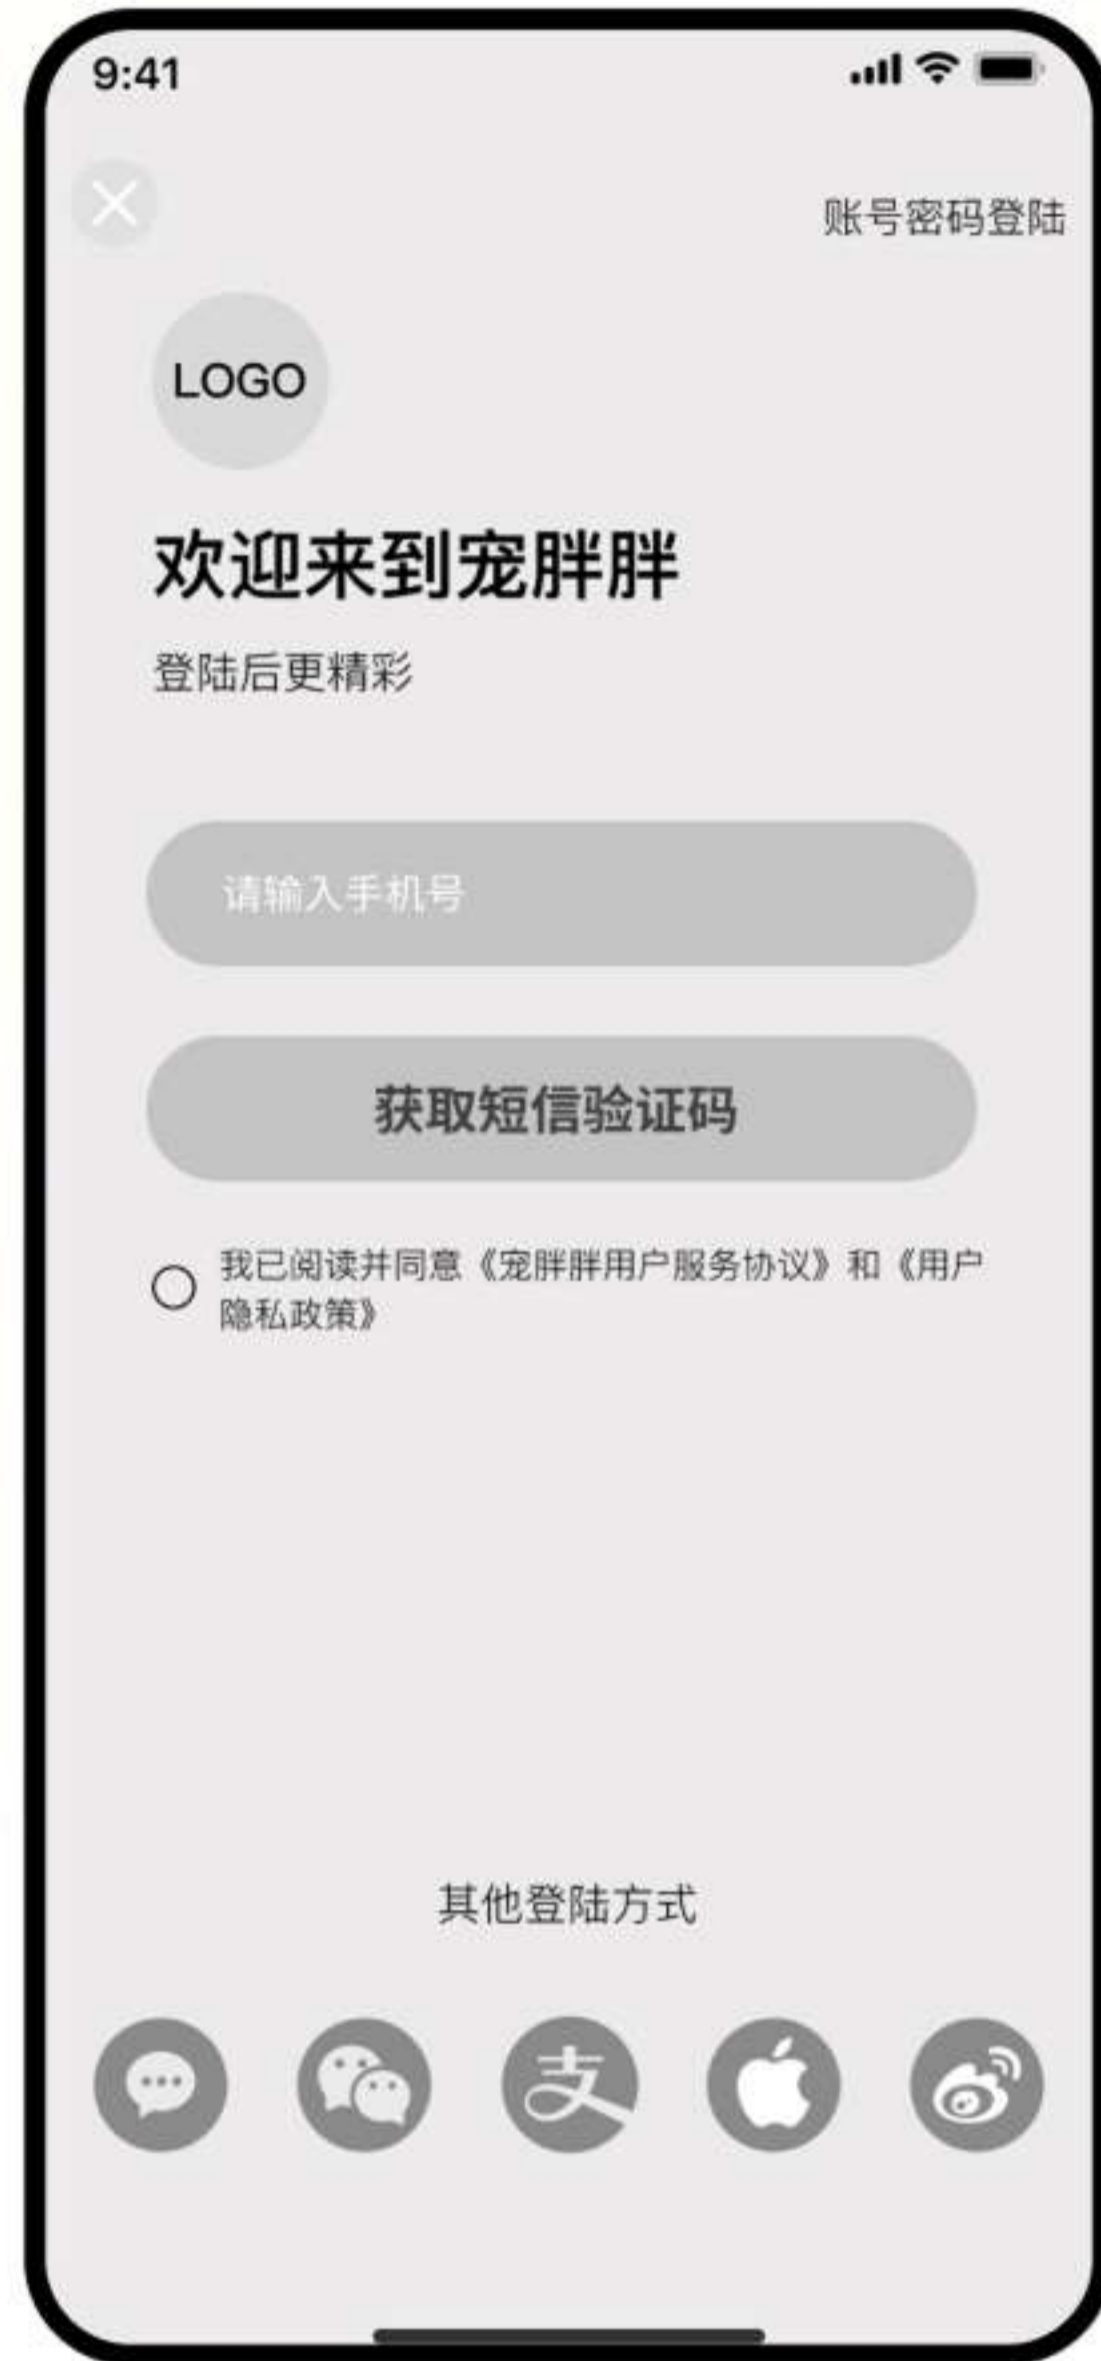 9:41
账号密码登陆
LOGO
欢迎来到宠胖胖
登陆后更精彩
请输入手机号
获取短信验证码
我已阅读并同意《宠胖胖用户服务协议》和《用户
隐私政策》
其他登陆方式
支